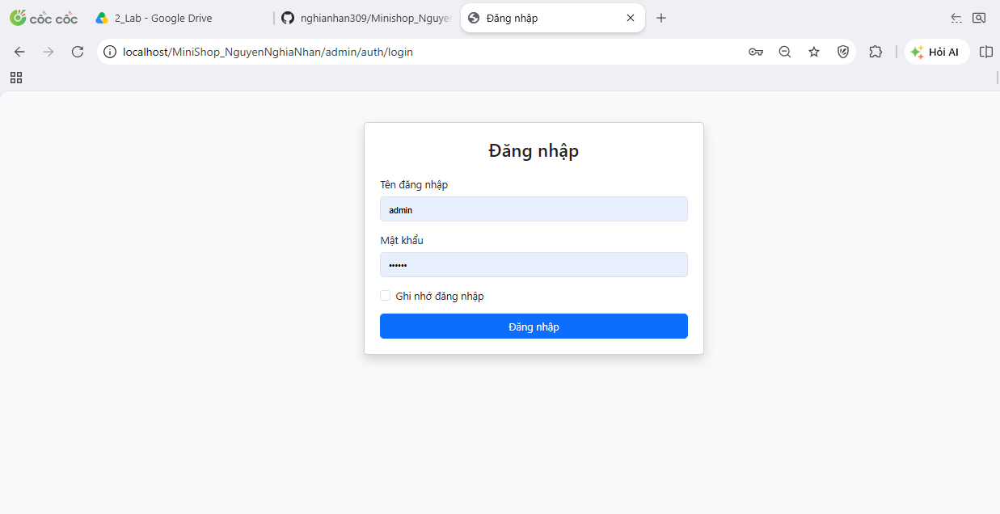 cốc cốc
2_Lab - Google Drive
nghianhan309/Minishop_Nguyen
Đăng nhập
localhost/MiniShop_NguyenNghiaNhan/admin/auth/login
Hỏi AI
Đăng nhập
Tên đăng nhập
admin
Mật khẩu
••••••
Ghi nhớ đăng nhập
Đăng nhập